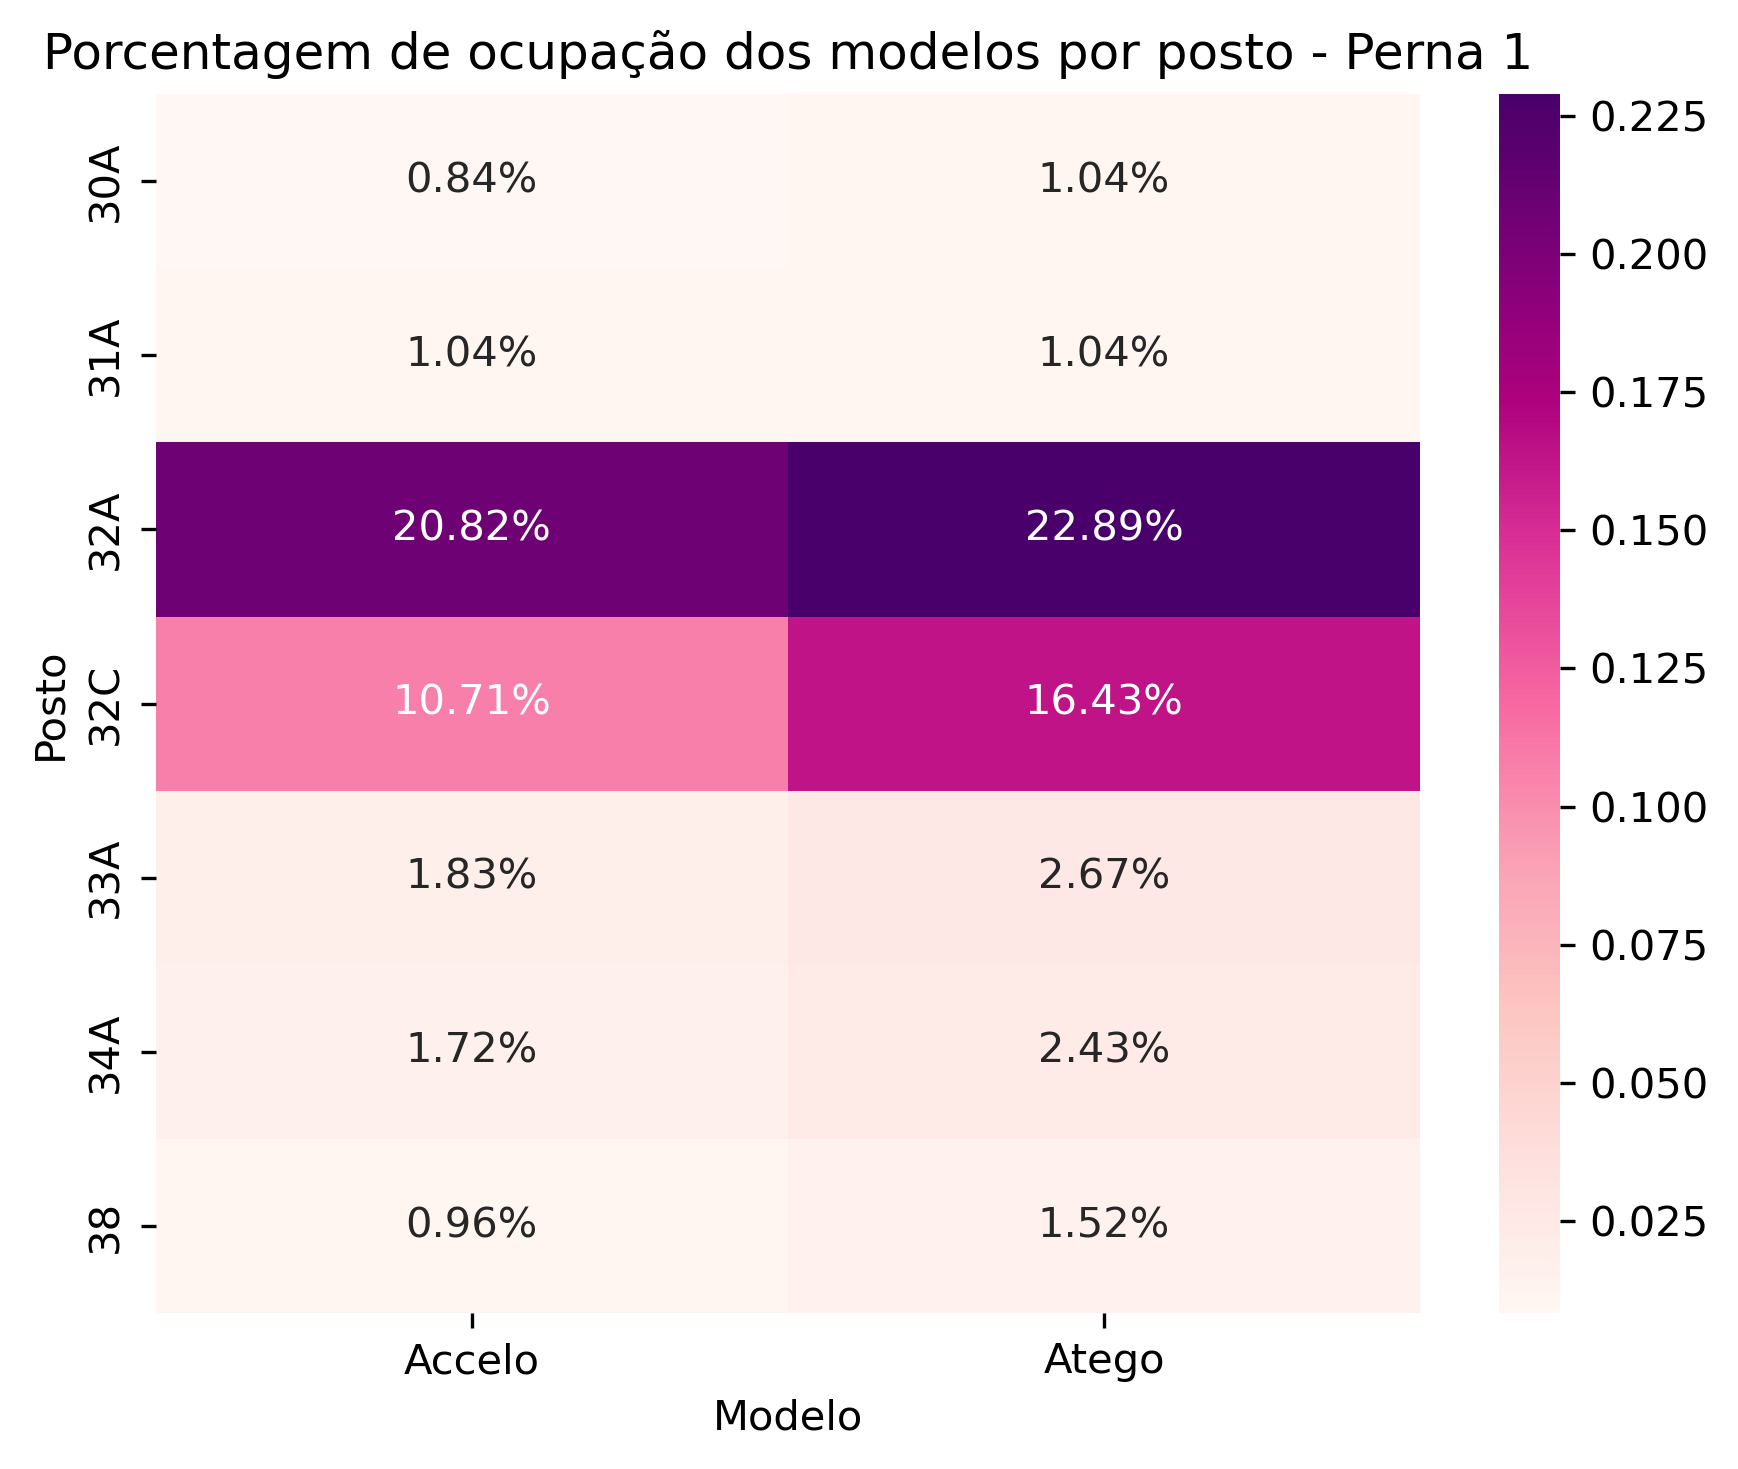 Porcentagem de ocupação dos modelos por posto - Perna 1
30A 0.84% 1.04%
31A 1.04% 1.04%
32A 20.82% 22.89%
32C 10.71% 16.43%
33A 1.83% 2.67%
34A 1.72% 2.43%
38 0.96% 1.52%
Posto
Accelo Atego
Modelo
0.225
0.200
0.175
0.150
0.125
0.100
0.075
0.050
0.025